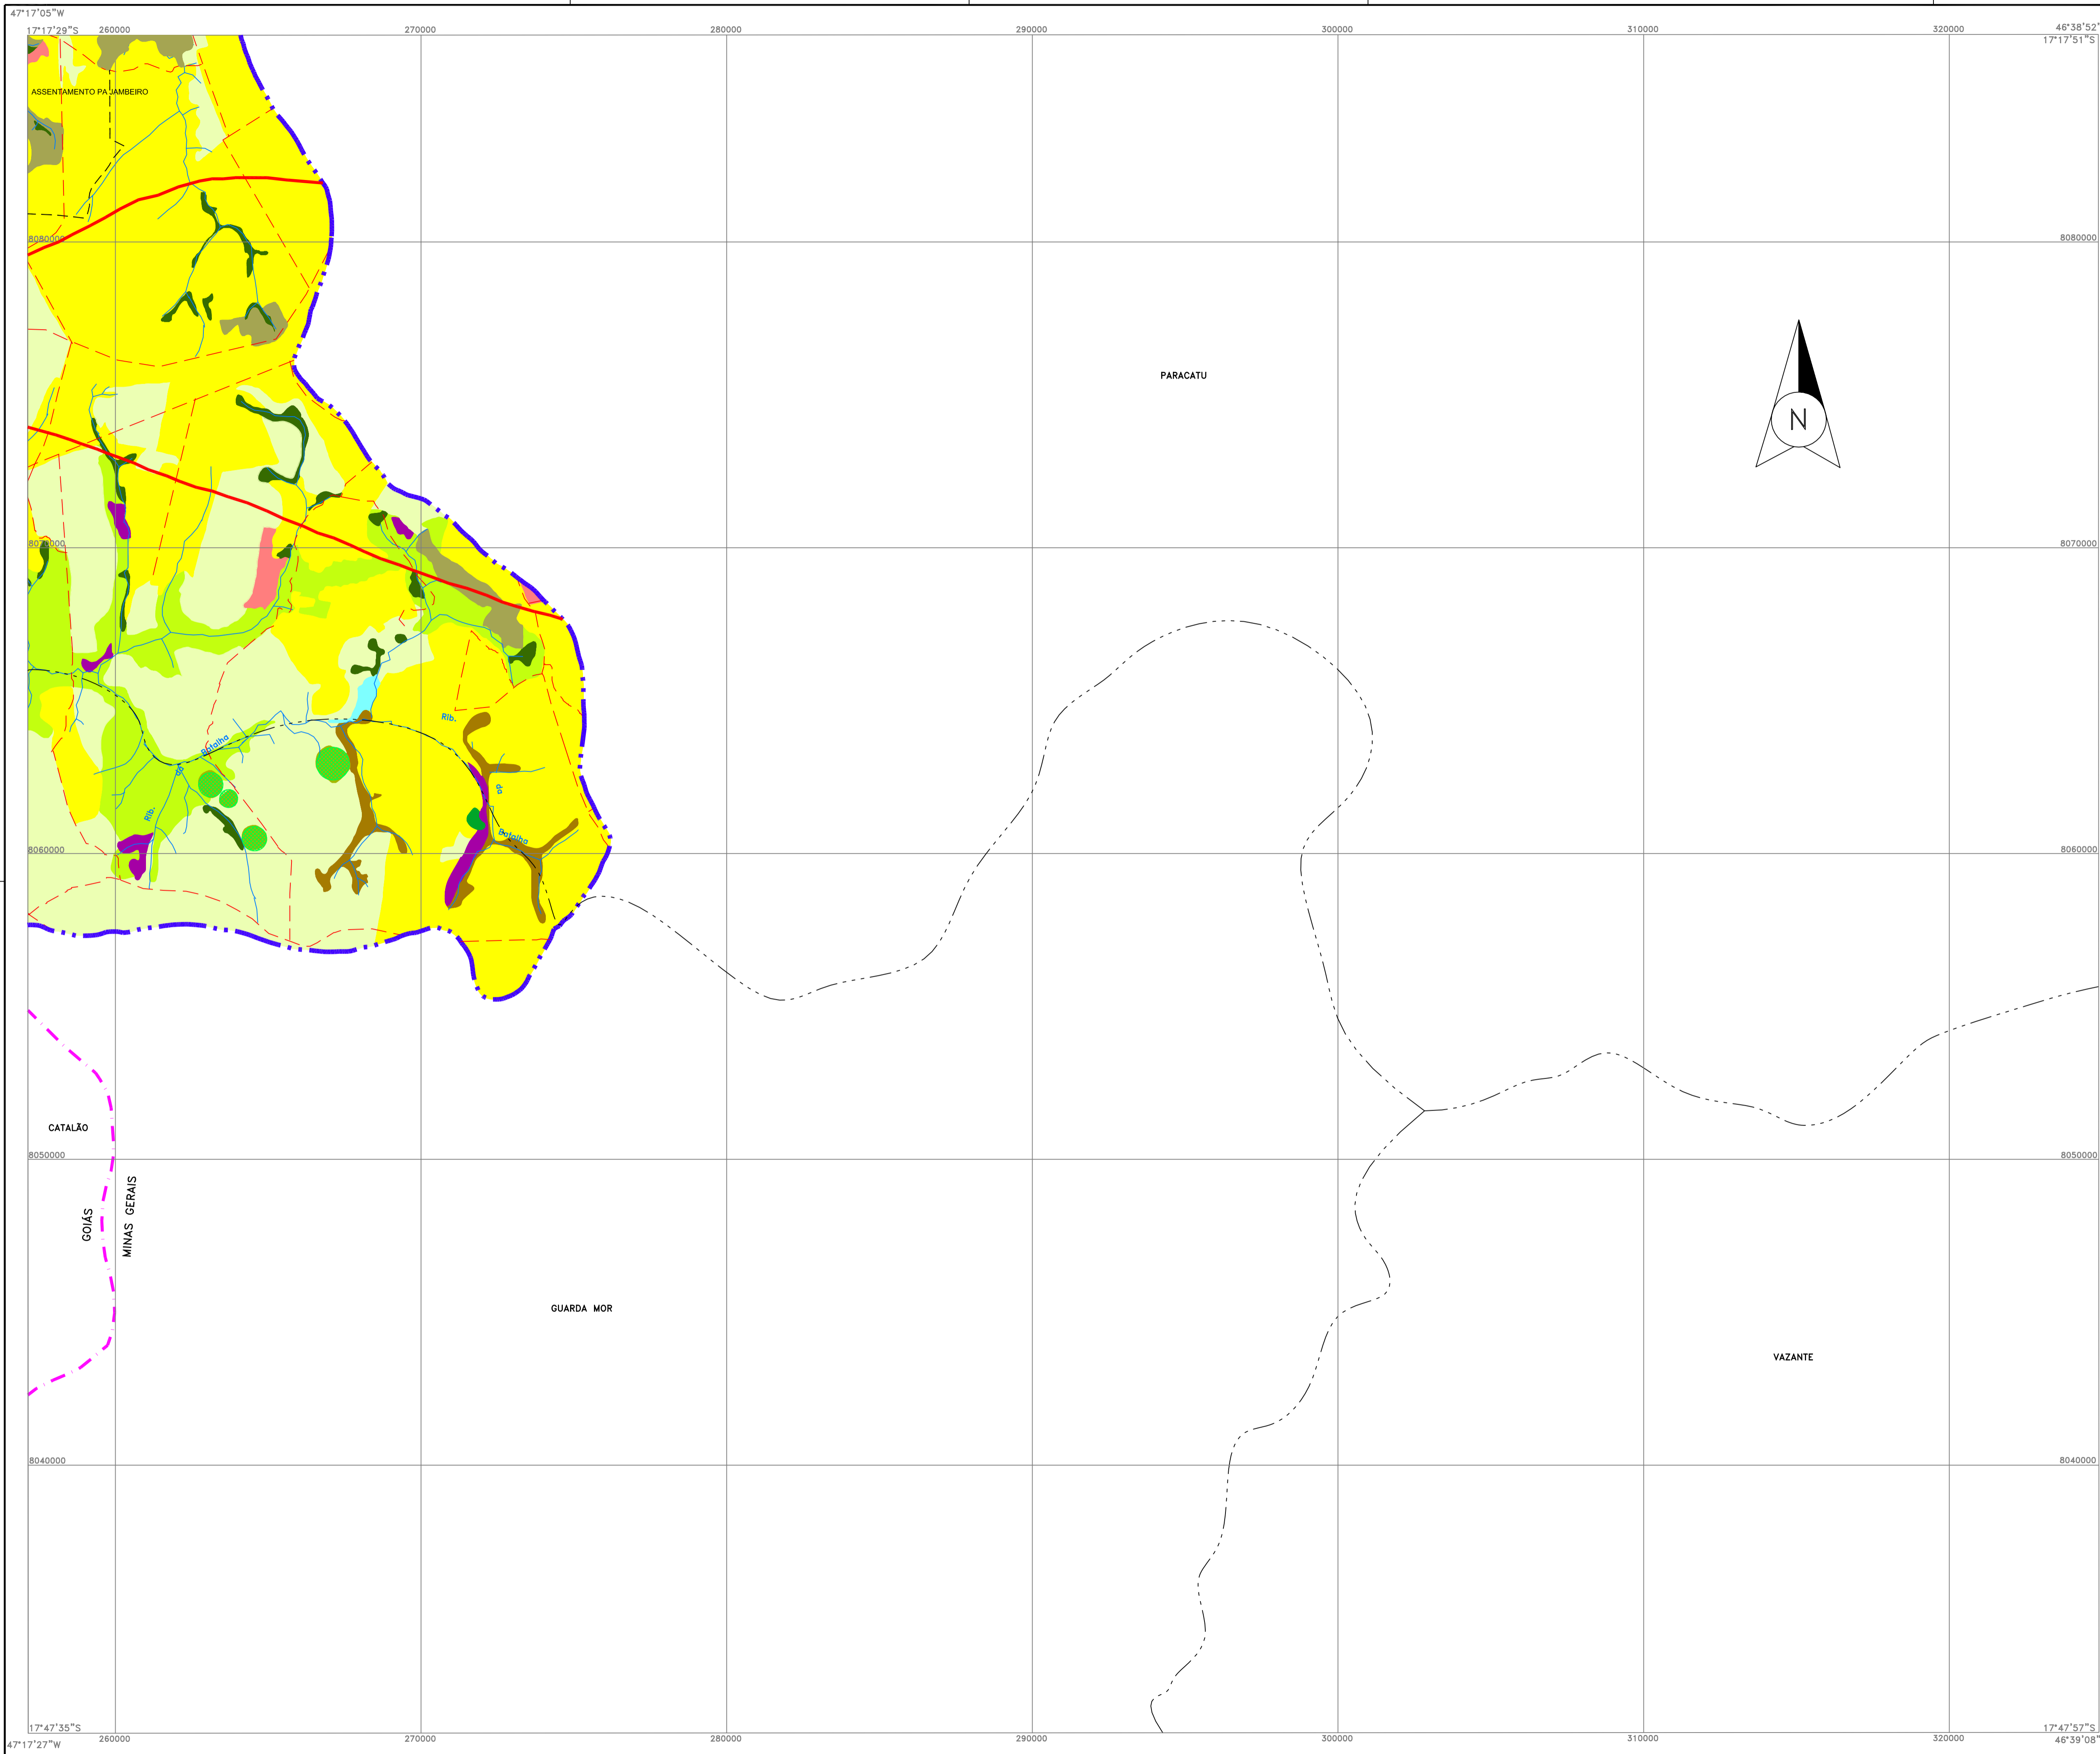 47°17'05"W
17°17'29"S 260000 270000 280000 290000 300000 310000 320000 46°38'52"
17°17'51"S
ASSENTAMENTO PA JAMBEIRO
8080000 8080000
PARACATU
N
8070000 8070000
Rib.
da
Batalha
Rib.
da
Batalha
8060000 8060000
CATALÃO
8050000 8050000
GOIÁS
MINAS GERAIS
GUARDA MOR
VAZANTE
8040000 8040000
17°47'35"S 17°47'57"S
47°17'27"W 260000 270000 280000 290000 300000 310000 320000 46°39'08"